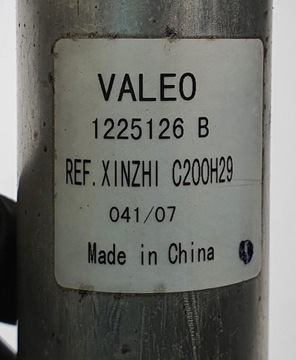 VALEO
1225126 B
REF. XINZHI C200H29
041/07
Made in China